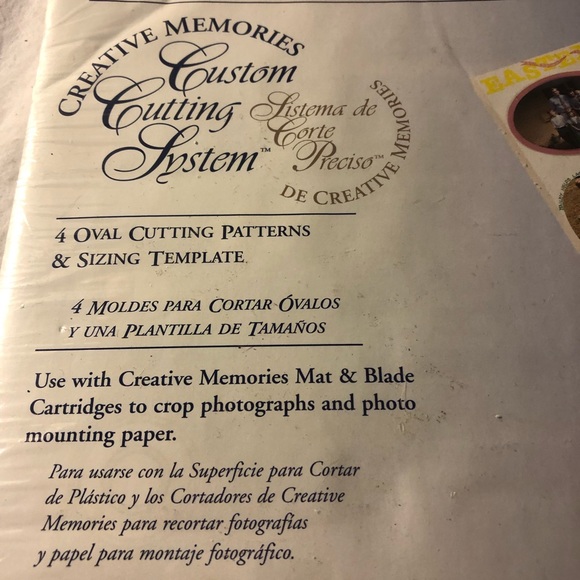 CREATIVE MEMORIES
Custom
Cutting
System™
Sistema de
Corte
Preciso™
DE CREATIVE MEMORIES
4 OVAL CUTTING PATTERNS
& SIZING TEMPLATE
4 MOLDES PARA CORTAR ÓVALOS
Y UNA PLANTILLA DE TAMAÑOS
Use with Creative Memories Mat & Blade
Cartridges to crop photographs and photo
mounting paper.
Para usarse con la Superficie para Cortar
de Plástico y los Cortadores de Creative
Memories para recortar fotografías
y papel para montaje fotográfico.